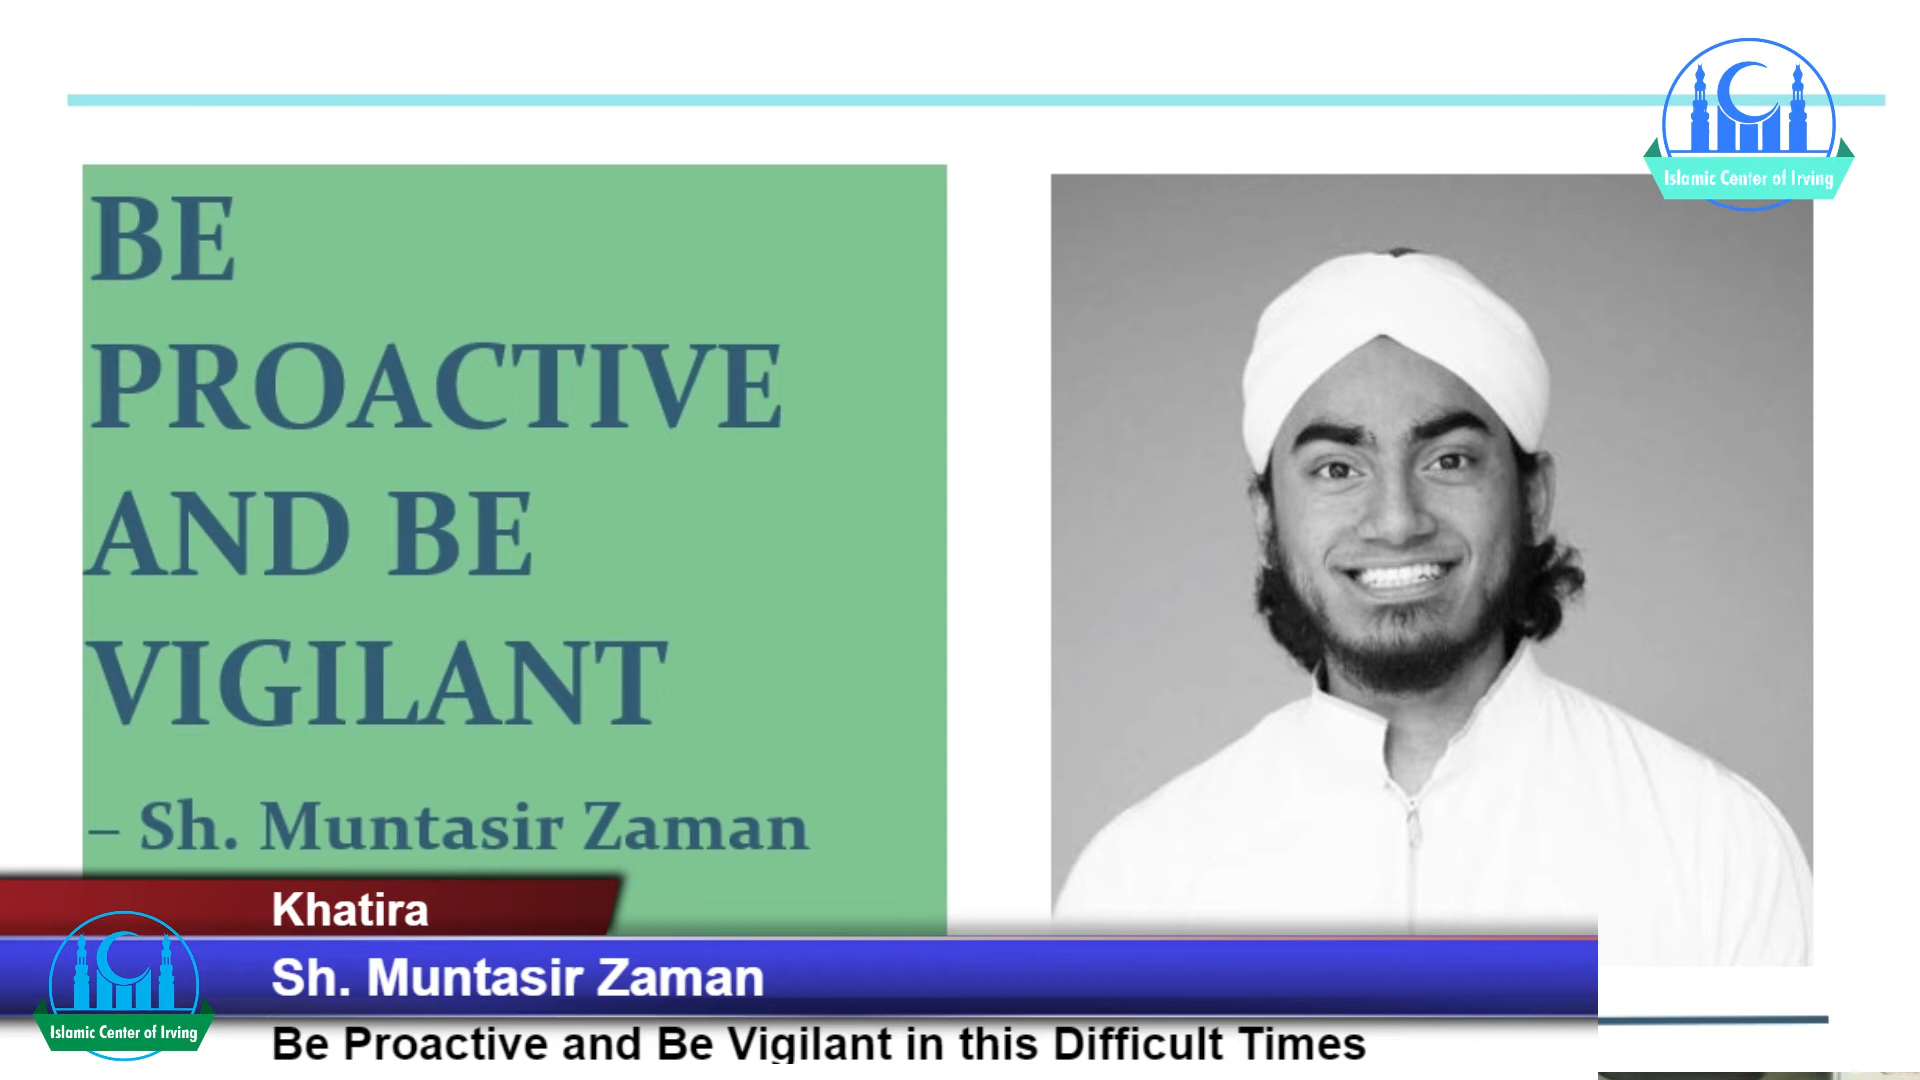 Islamic Center of Irving
BE
PROACTIVE
AND BE
VIGILANT
– Sh. Muntasir Zaman
Khatira
Sh. Muntasir Zaman
Islamic Center of Irving
Be Proactive and Be Vigilant in this Difficult Times